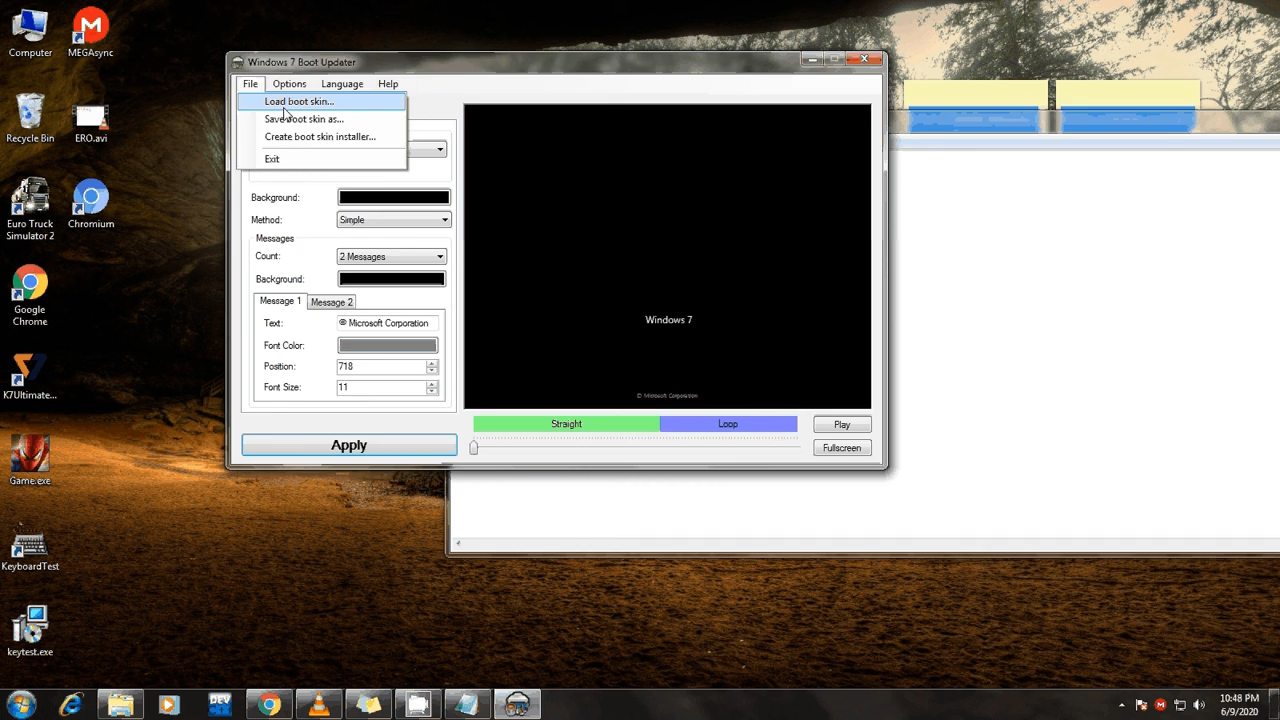 Computer
MEGAsync
Recycle Bin
ERO.avi
Euro Truck
Simulator 2
Chromium
Google
Chrome
K7Ultimate...
Game.exe
KeyboardTest
keytest.exe
Windows 7 Boot Updater
File Options Language Help
Load boot skin...
Save boot skin as...
Create boot skin installer...
Exit
Background:
Method: Simple
Messages
Count: 2 Messages
Background:
Message 1 Message 2
Text: © Microsoft Corporation
Font Color:
Position: 718
Font Size: 11
Apply
Windows 7
© Microsoft Corporation
Straight Loop
Play
Fullscreen
DEV
10:48 PM
6/9/2020